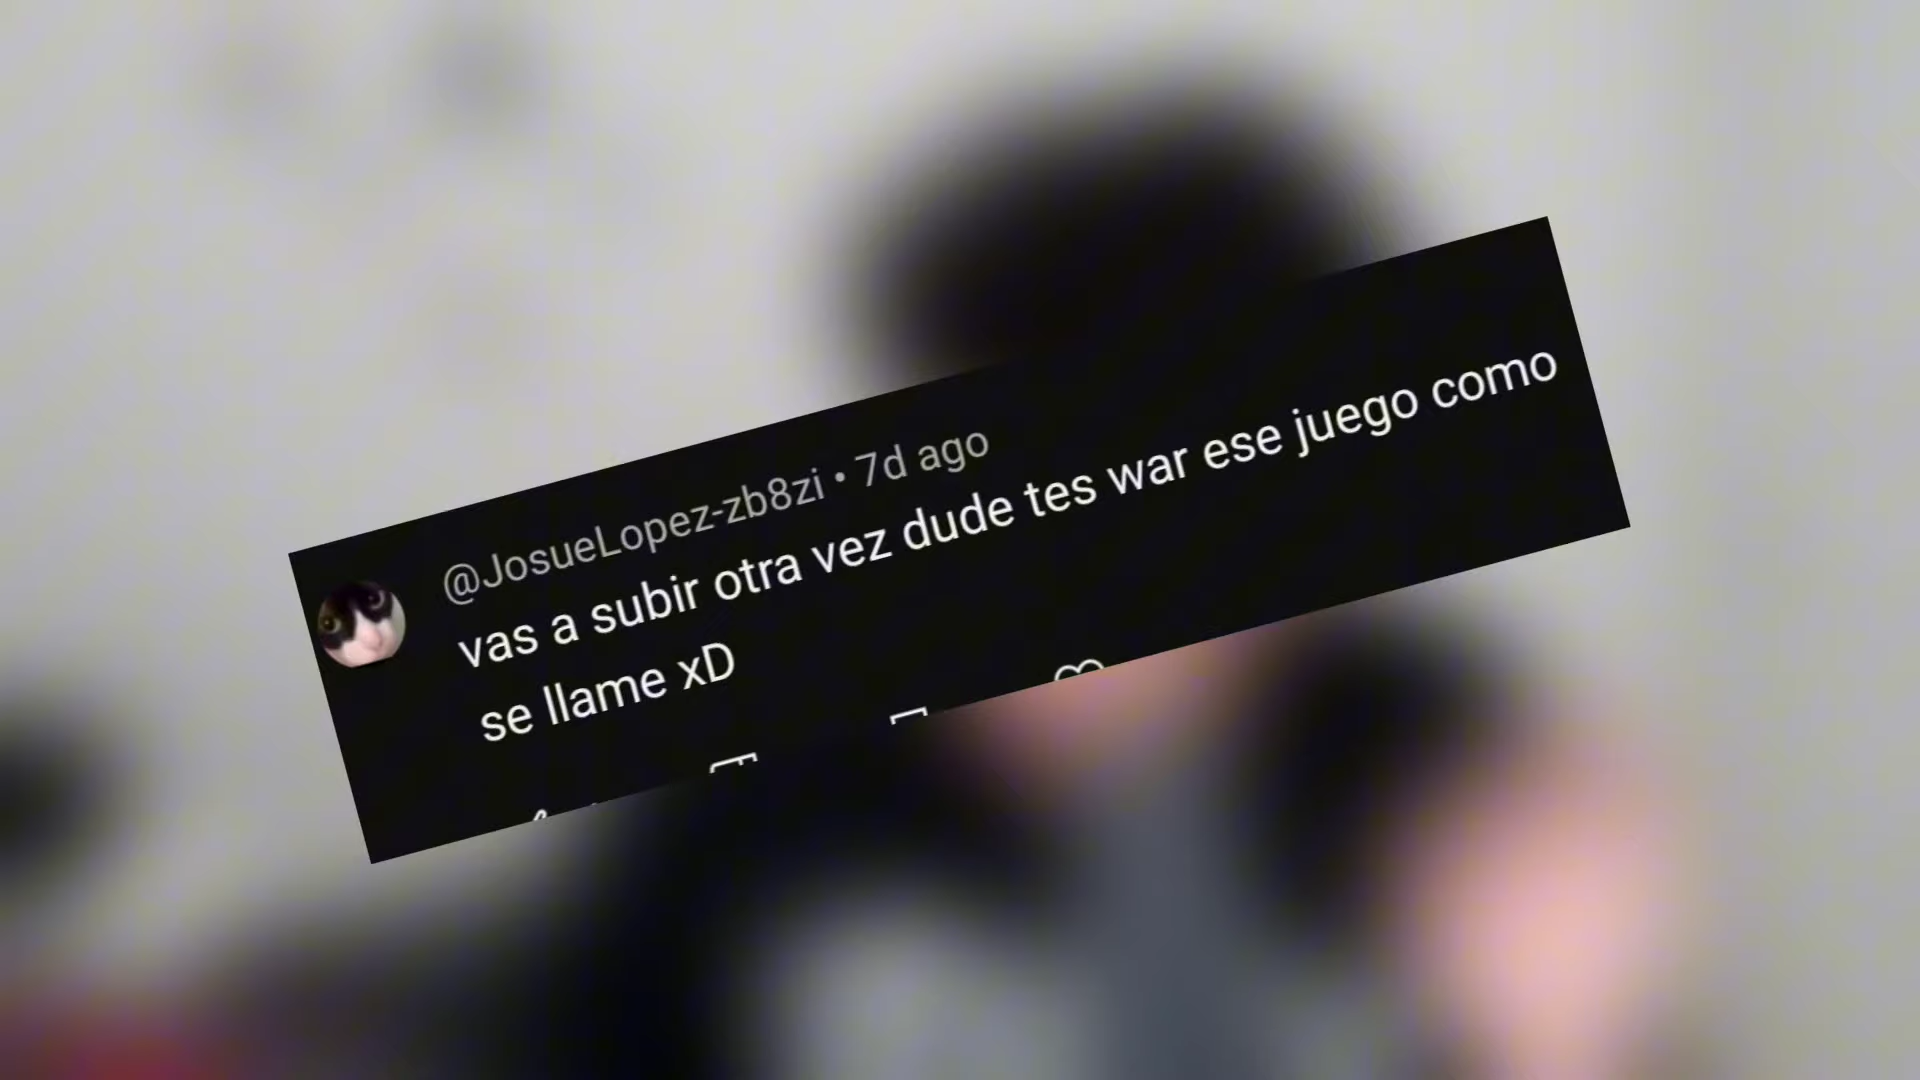 @JosueLopez-zb8zi • 7d ago
vas a subir otra vez dude tes war ese juego como
se llame xD